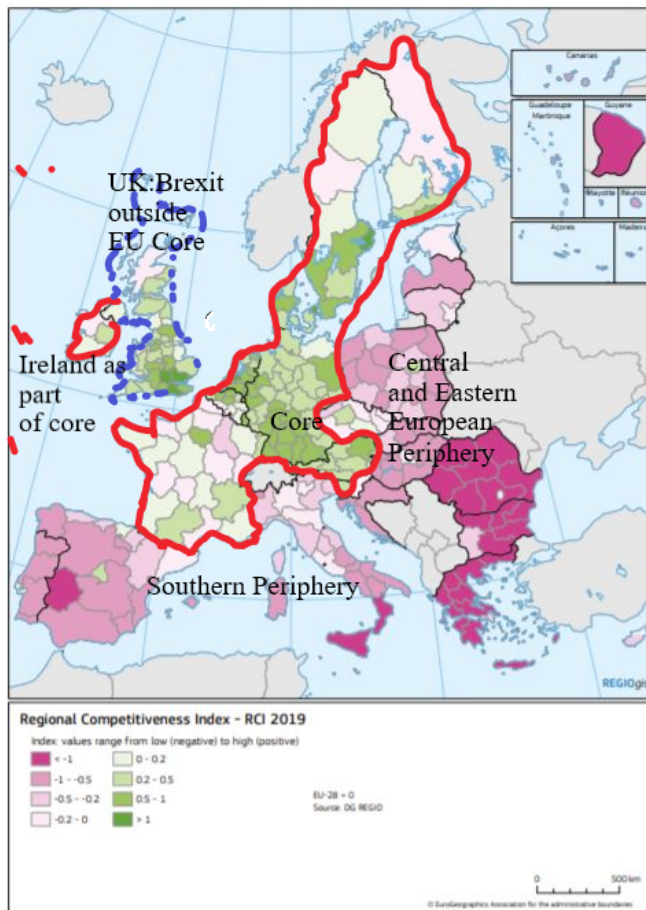 Canarias
Guadeloupe
Martinique
Guyane
Mayotte
Réunion
Açores
Madeira
UK:Brexit
outside
EU Core
Ireland as
part
of core
Core
Central
and Eastern
European
Periphery
Southern Periphery
REGIOgis
Regional Competitiveness Index - RCI 2019
Index: values range from low (negative) to high (positive)
< -1
-1 - -0.5
-0.5 - -0.2
-0.2 - 0
0 - 0.2
0.2 - 0.5
0.5 - 1
> 1
EU-28 = 0
Source: DG REGIO
0 500 km
© EuroGeographics Association for the administrative boundaries